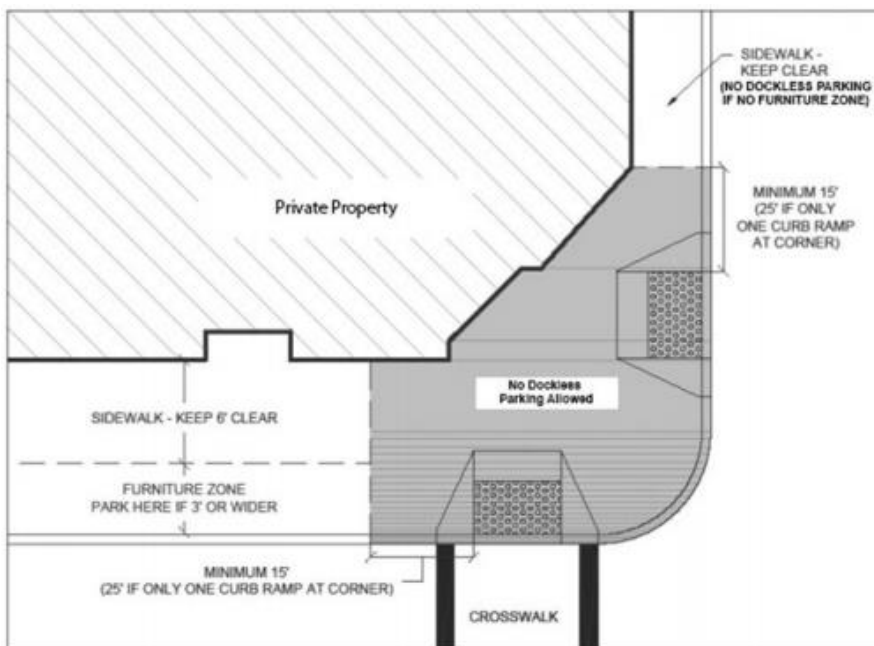 SIDEWALK -
KEEP CLEAR
(NO DOCKLESS PARKING
IF NO FURNITURE ZONE)
Private Property
MINIMUM 15'
(25' IF ONLY
ONE CURB RAMP
AT CORNER)
No Dockless
Parking Allowed
SIDEWALK - KEEP 6' CLEAR
FURNITURE ZONE
PARK HERE IF 3' OR WIDER
MINIMUM 15'
(25' IF ONLY ONE CURB RAMP AT CORNER)
CROSSWALK